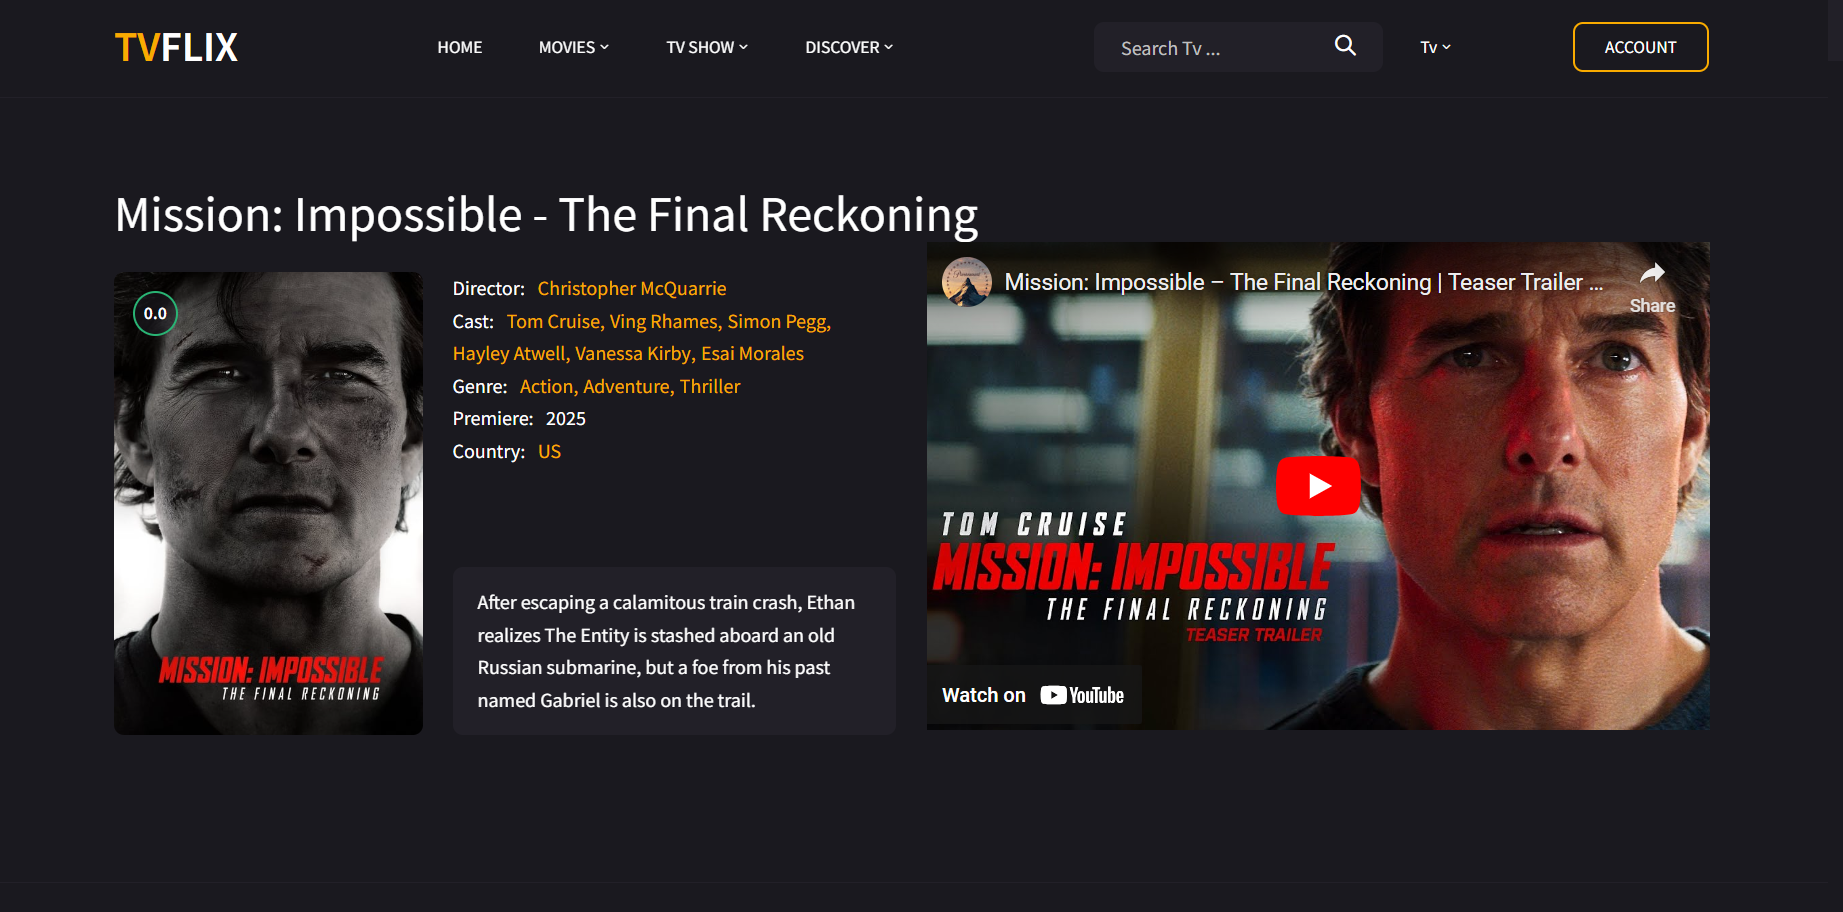 TVFLIX
HOME
MOVIES
TV SHOW
DISCOVER
Search Tv ...
Tv
ACCOUNT
Mission: Impossible - The Final Reckoning
0.0
MISSION: IMPOSSIBLE
THE FINAL RECKONING
Director: Christopher McQuarrie
Cast: Tom Cruise, Ving Rhames, Simon Pegg,
Hayley Atwell, Vanessa Kirby, Esai Morales
Genre: Action, Adventure, Thriller
Premiere: 2025
Country: US
After escaping a calamitous train crash, Ethan
realizes The Entity is stashed aboard an old
Russian submarine, but a foe from his past
named Gabriel is also on the trail.
Paramount
Mission: Impossible – The Final Reckoning | Teaser Trailer ...
Share
TOM CRUISE
MISSION: IMPOSSIBLE
THE FINAL RECKONING
TEASER TRAILER
Watch on YouTube